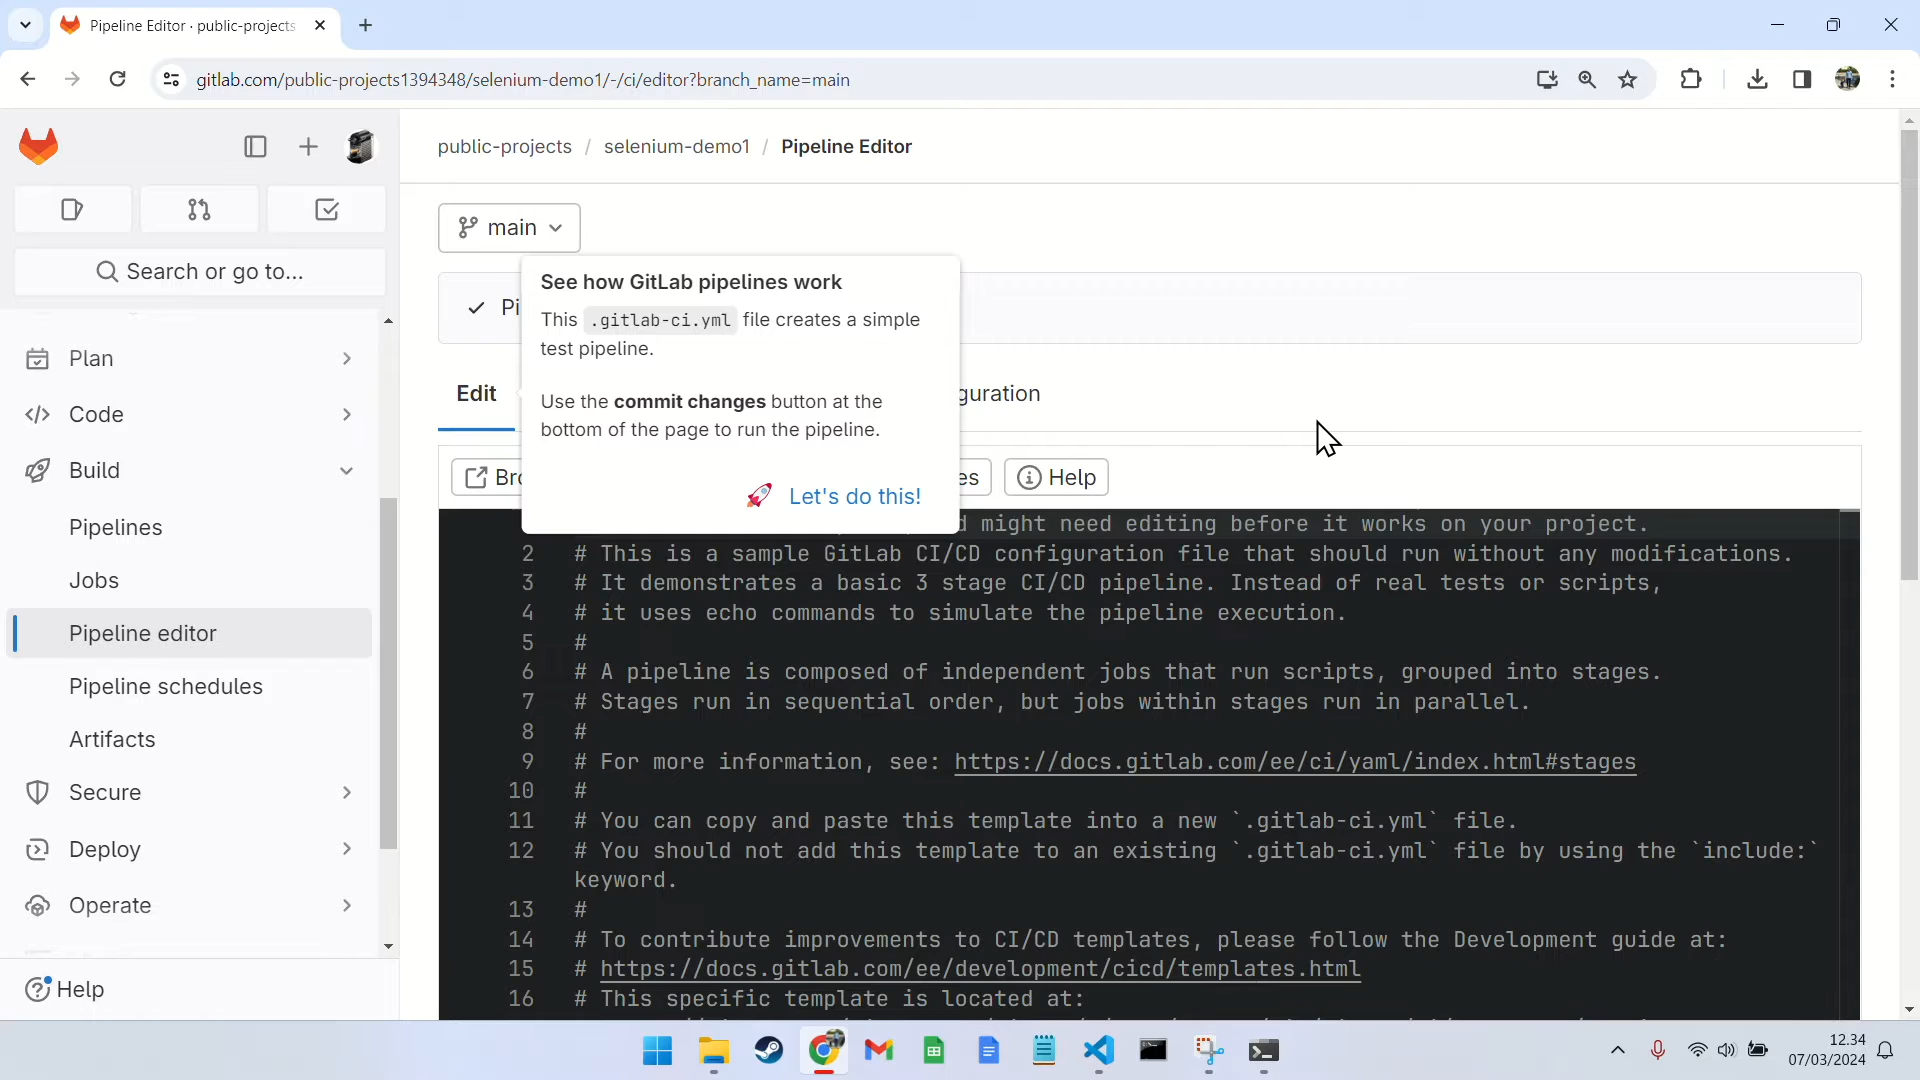 Pipeline Editor · public-projects
gitlab.com/public-projects1394348/selenium-demo1/-/ci/editor?branch_name=main
public-projects / selenium-demo1 / Pipeline Editor
main
Search or go to...
See how GitLab pipelines work
This .gitlab-ci.yml file creates a simple
test pipeline.
Use the commit changes button at the
bottom of the page to run the pipeline.
Let's do this!
Pi
Edit
guration
Bro
es
Help
Plan
Code
Build
Pipelines
Jobs
Pipeline editor
Pipeline schedules
Artifacts
Secure
Deploy
Operate
Help
might need editing before it works on your project.
2 # This is a sample GitLab CI/CD configuration file that should run without any modifications.
3 # It demonstrates a basic 3 stage CI/CD pipeline. Instead of real tests or scripts,
4 # it uses echo commands to simulate the pipeline execution.
5 #
6 # A pipeline is composed of independent jobs that run scripts, grouped into stages.
7 # Stages run in sequential order, but jobs within stages run in parallel.
8 #
9 # For more information, see: https://docs.gitlab.com/ee/ci/yaml/index.html#stages
10 #
11 # You can copy and paste this template into a new `.gitlab-ci.yml` file.
12 # You should not add this template to an existing `.gitlab-ci.yml` file by using the `include:`
keyword.
13 #
14 # To contribute improvements to CI/CD templates, please follow the Development guide at:
15 # https://docs.gitlab.com/ee/development/cicd/templates.html
16 # This specific template is located at:
12.34
07/03/2024